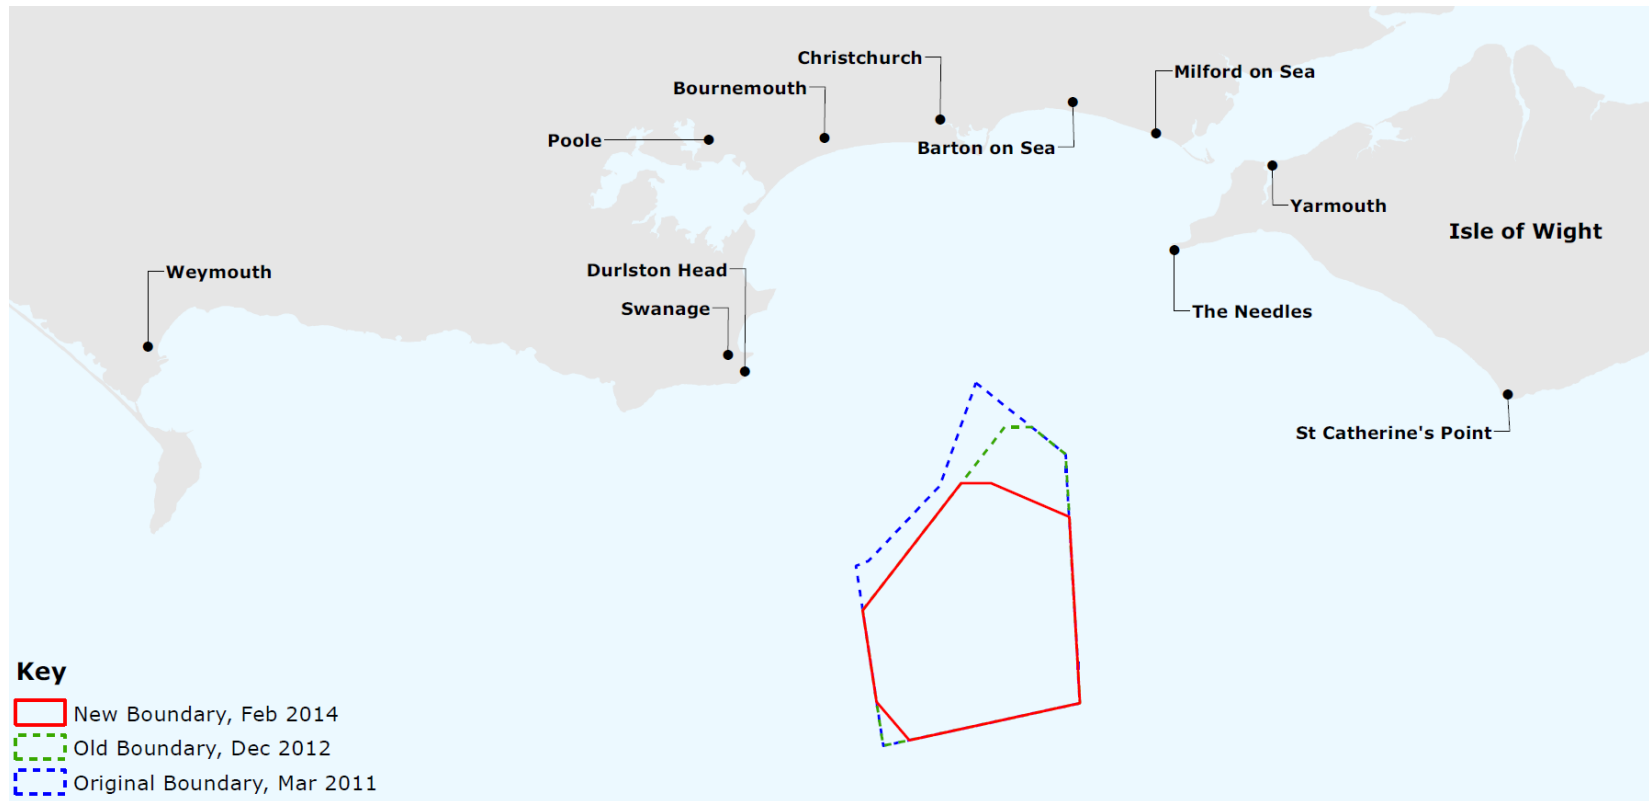 Christchurch
Milford on Sea
Bournemouth
Poole
Barton on Sea
Yarmouth
Isle of Wight
Weymouth
Durlston Head
Swanage
The Needles
St Catherine's Point
Key
New Boundary, Feb 2014
Old Boundary, Dec 2012
Original Boundary, Mar 2011